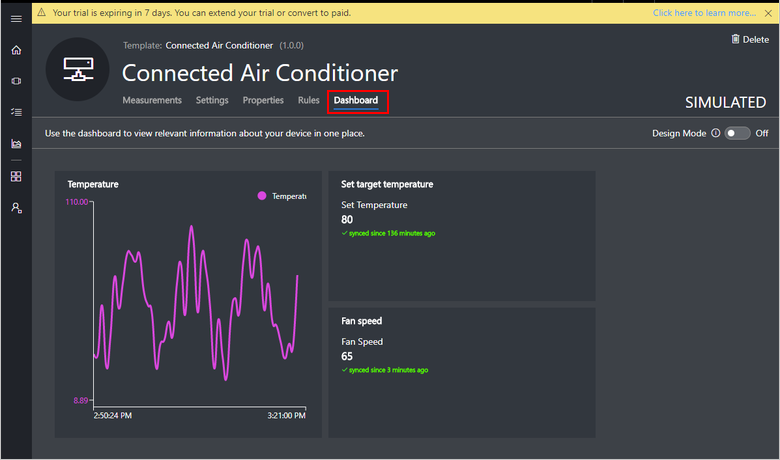 Your trial is expiring in 7 days. You can extend your trial or convert to paid. Click here to learn more...
Template: Connected Air Conditioner (1.0.0)
Delete
Connected Air Conditioner
Measurements Settings Properties Rules Dashboard
SIMULATED
Use the dashboard to view relevant information about your device in one place.
Design Mode Off
Temperature
Temperatu
110.00
8.89
2:50:24 PM 3:21:00 PM
Set target temperature
Set Temperature
80
synced since 136 minutes ago
Fan speed
Fan Speed
65
synced since 3 minutes ago